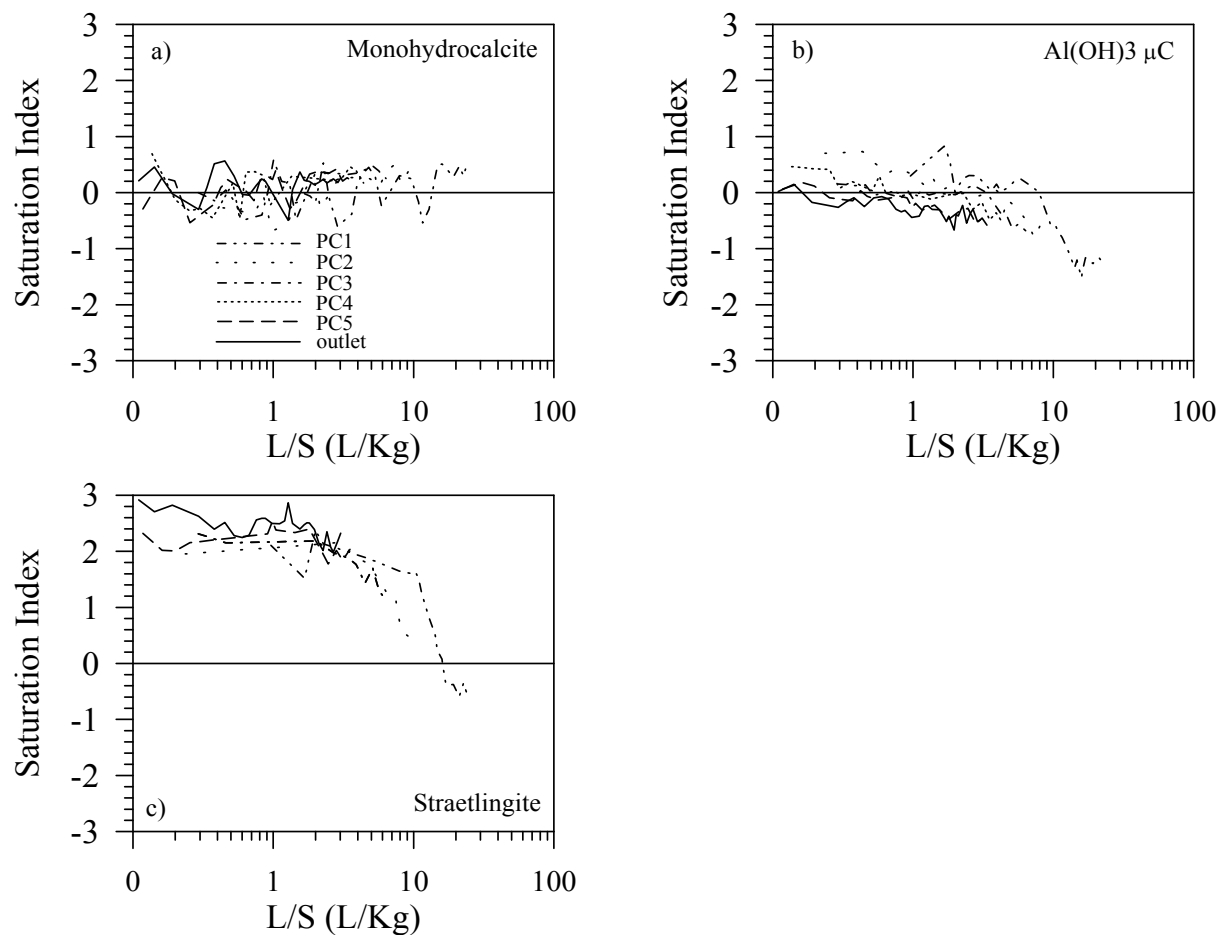 3
2
1
0
-1
-2
-3
Saturation Index
a)
Monohydrocalcite
PC1
PC2
PC3
PC4
PC5
outlet
0
1
10
100
L/S (L/Kg)
3
2
1
0
-1
-2
-3
Saturation Index
b)
Al(OH)3 µC
0
1
10
100
L/S (L/Kg)
3
2
1
0
-1
-2
-3
Saturation Index
c)
Straetlingite
0
1
10
100
L/S (L/Kg)